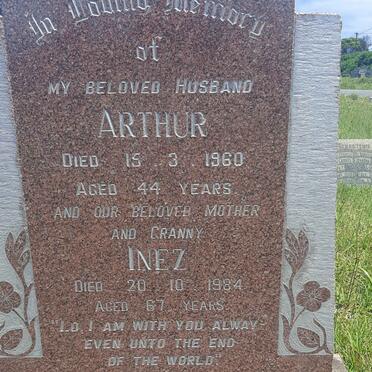 In Loving Memory
of
MY BELOVED HUSBAND
ARTHUR
DIED 15 . 3 . 1960
AGED 44 YEARS
AND OUR BELOVED MOTHER
AND GRANNY
INEZ
DIED 20 . 10 . 1984
AGED 67 YEARS
"LO, I AM WITH YOU ALWAY
EVEN UNTO THE END
OF THE WORLD"